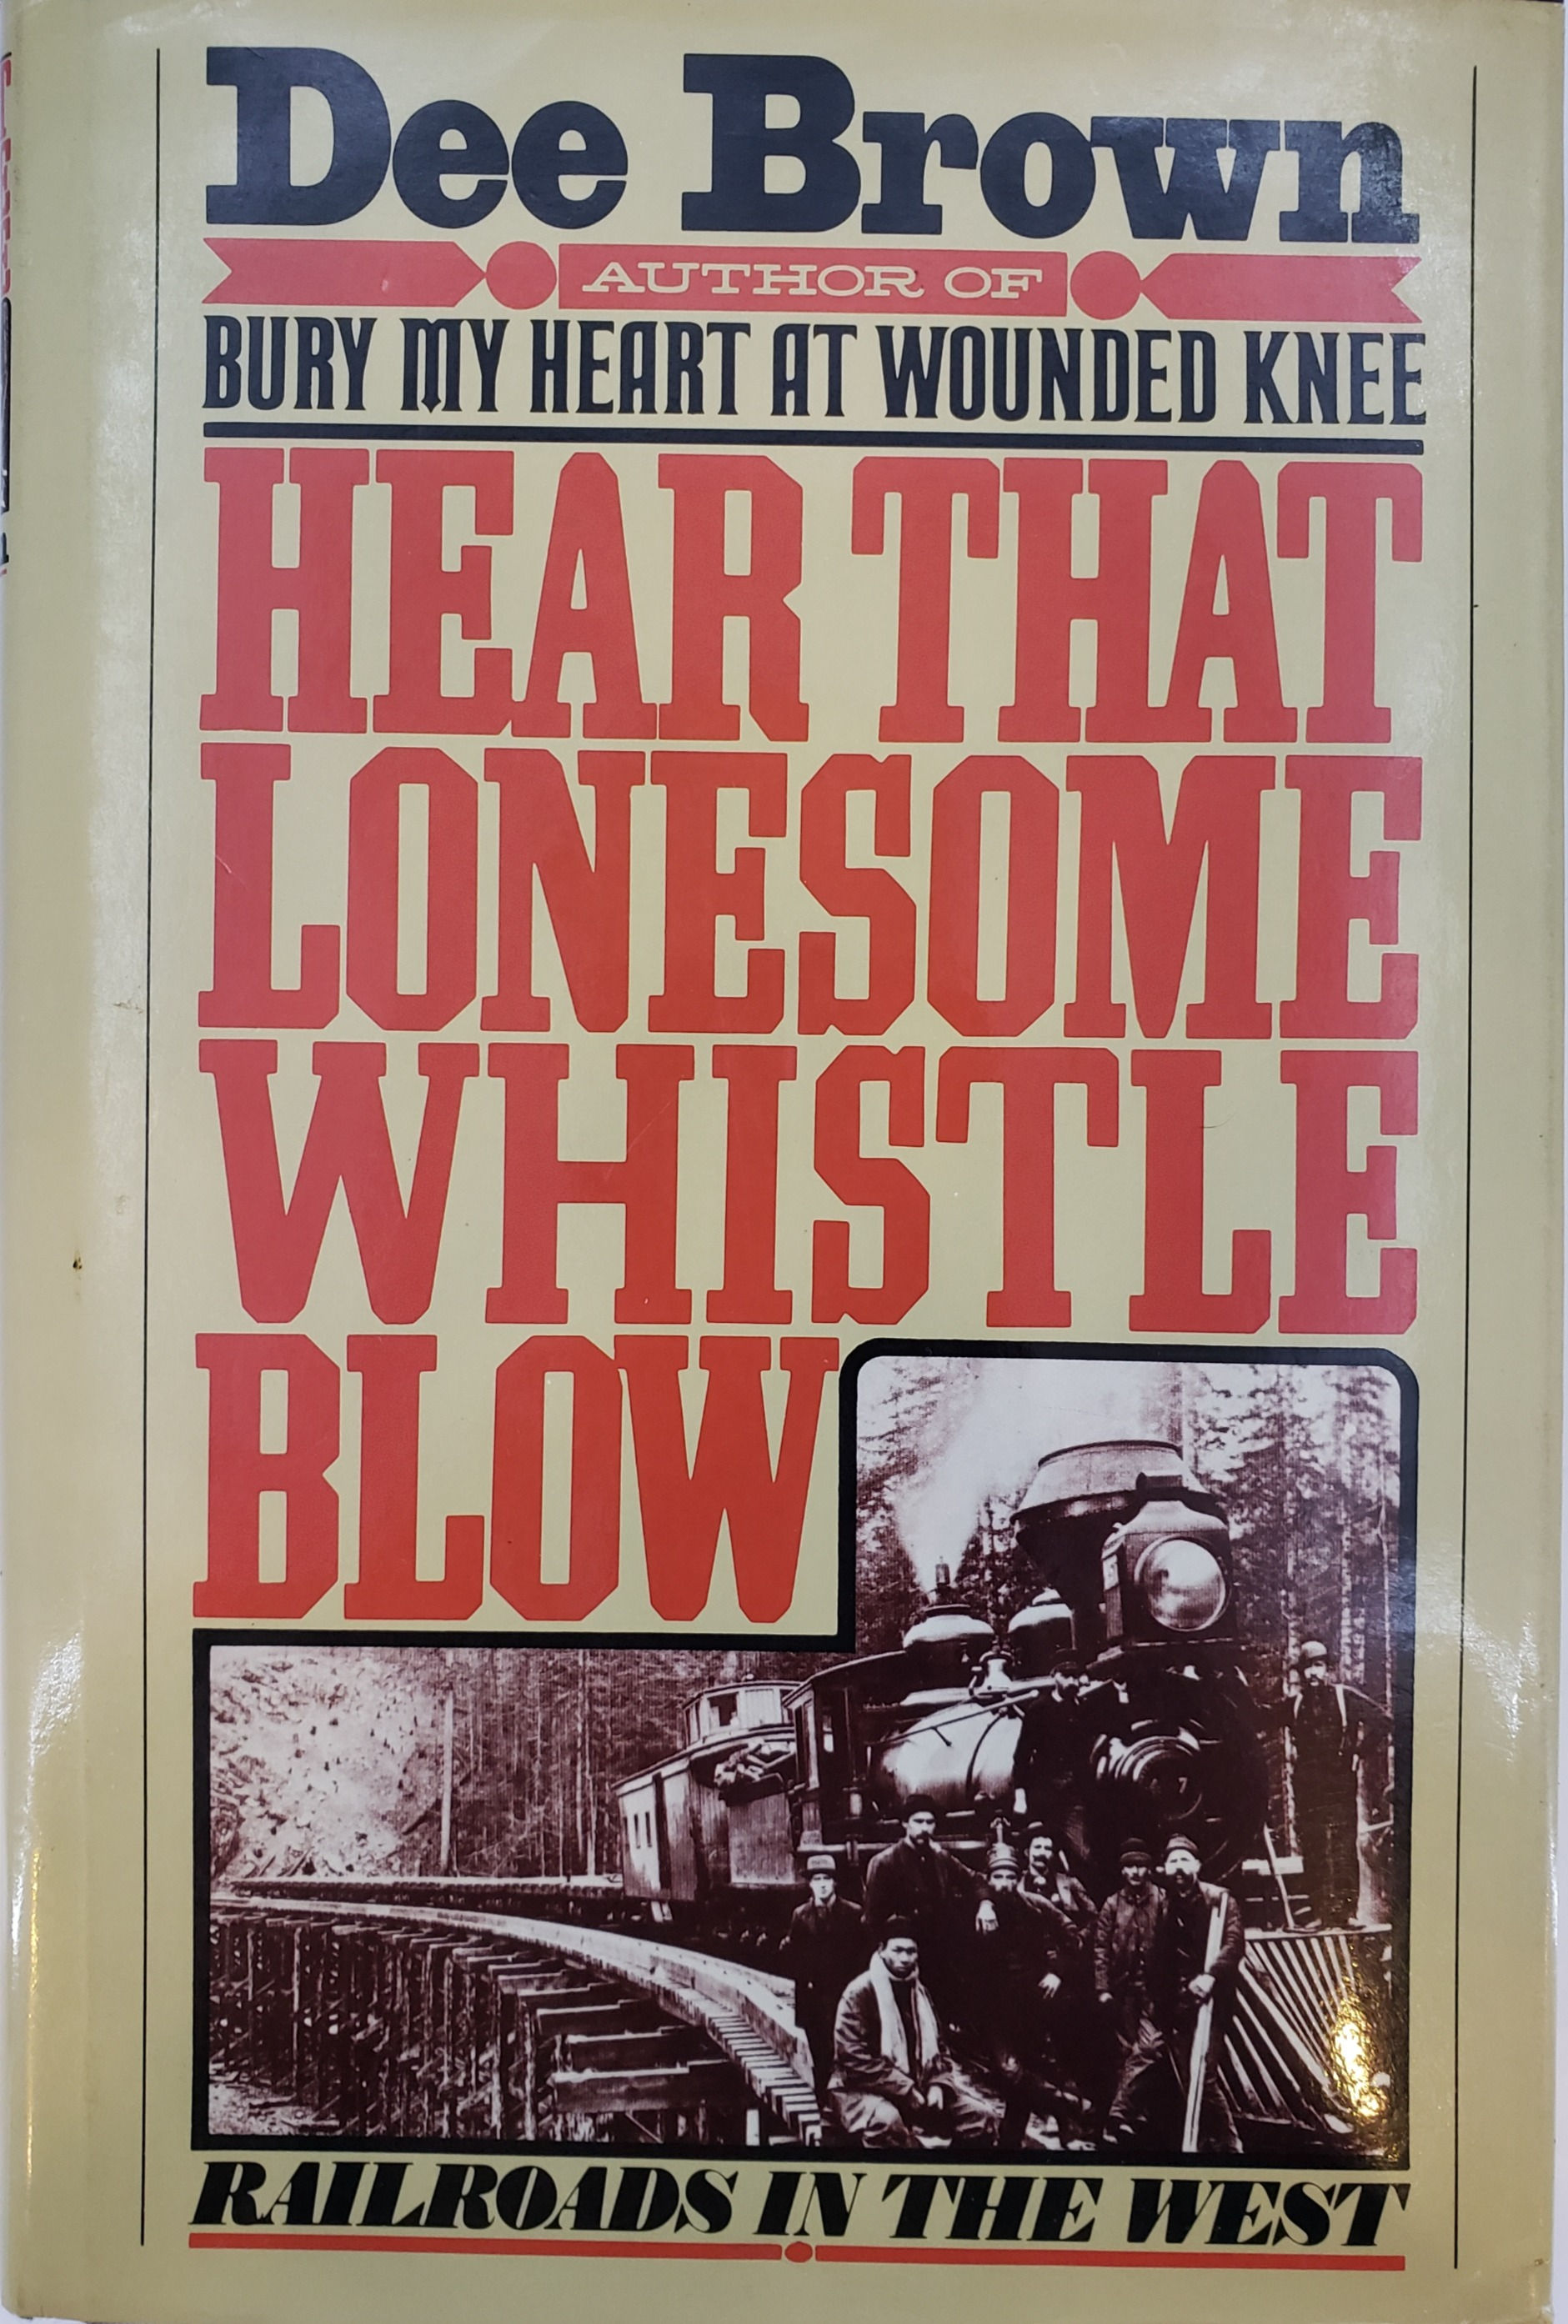 Dee Brown
AUTHOR OF
BURY MY HEART AT WOUNDED KNEE
HEAR THAT
LONESOME
WHISTLE
BLOW
7
RAILROADS IN THE WEST